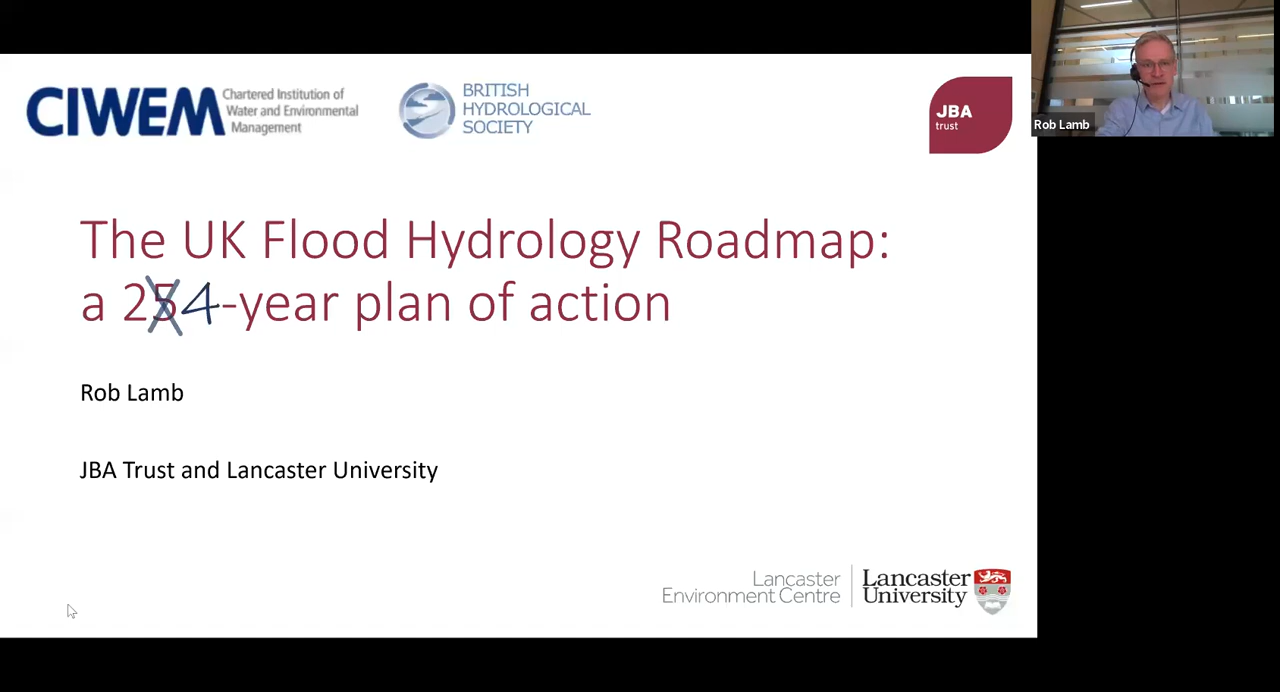 CIWEM
Chartered Institution of
Water and Environmental
Management
BRITISH
HYDROLOGICAL
SOCIETY
JBA
trust
Rob Lamb
The UK Flood Hydrology Roadmap:
a 254-year plan of action
Rob Lamb
JBA Trust and Lancaster University
Lancaster
Environment Centre
Lancaster
University